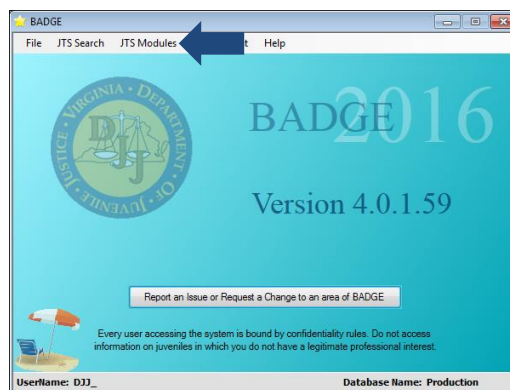 BADGE
File JTS Search JTS Modules t Help
VIRGINIA DEPARTMENT OF JUVENILE JUSTICE
DJJ
BADGE 2016
Version 4.0.1.59
Report an Issue or Request a Change to an area of BADGE
Every user accessing the system is bound by confidentiality rules. Do not access
information on juveniles in which you do not have a legitimate professional interest.
UserName: DJJ_ Database Name: Production